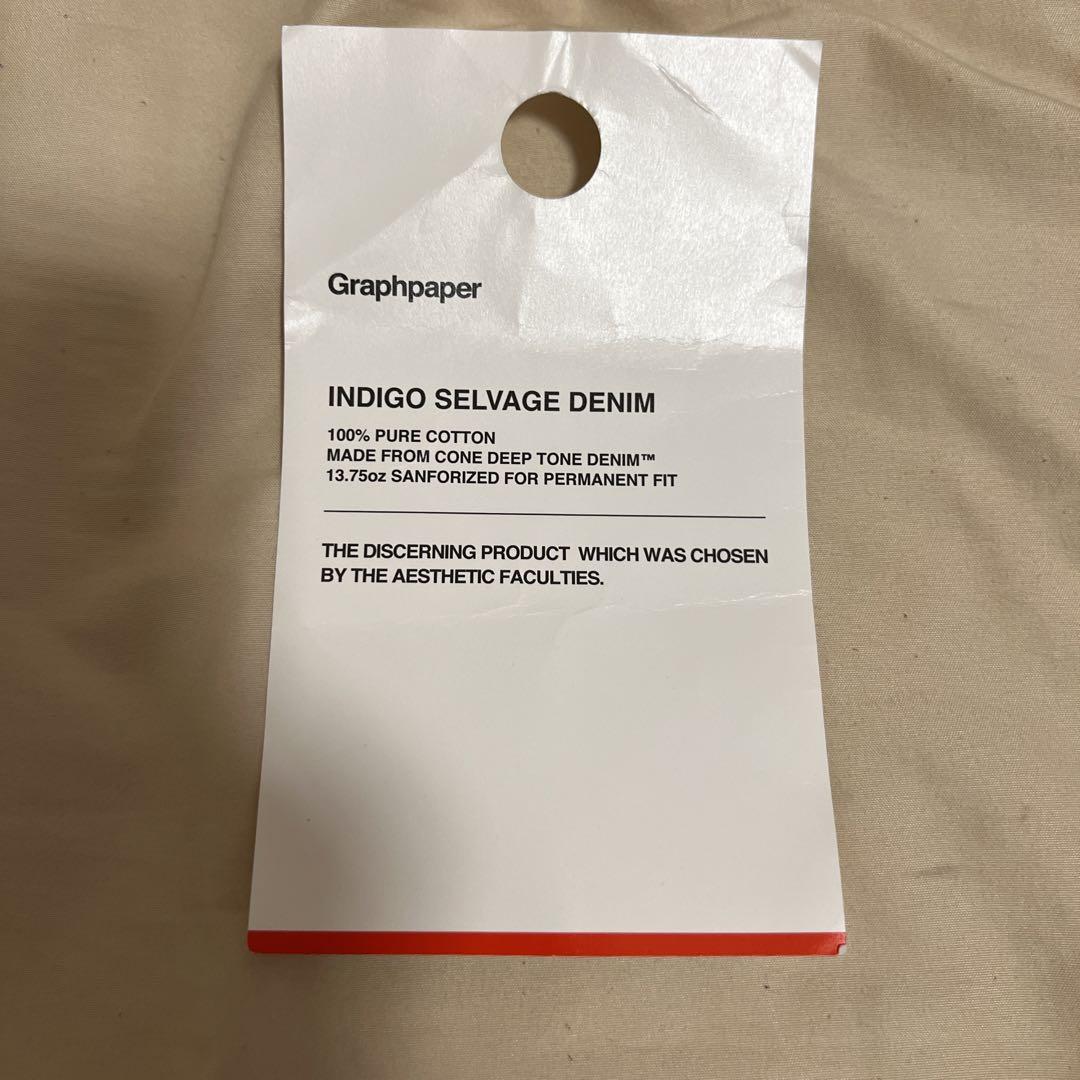 Graphpaper
INDIGO SELVAGE DENIM
100% PURE COTTON
MADE FROM CONE DEEP TONE DENIM™
13.75oz SANFORIZED FOR PERMANENT FIT
THE DISCERNING PRODUCT WHICH WAS CHOSEN
BY THE AESTHETIC FACULTIES.